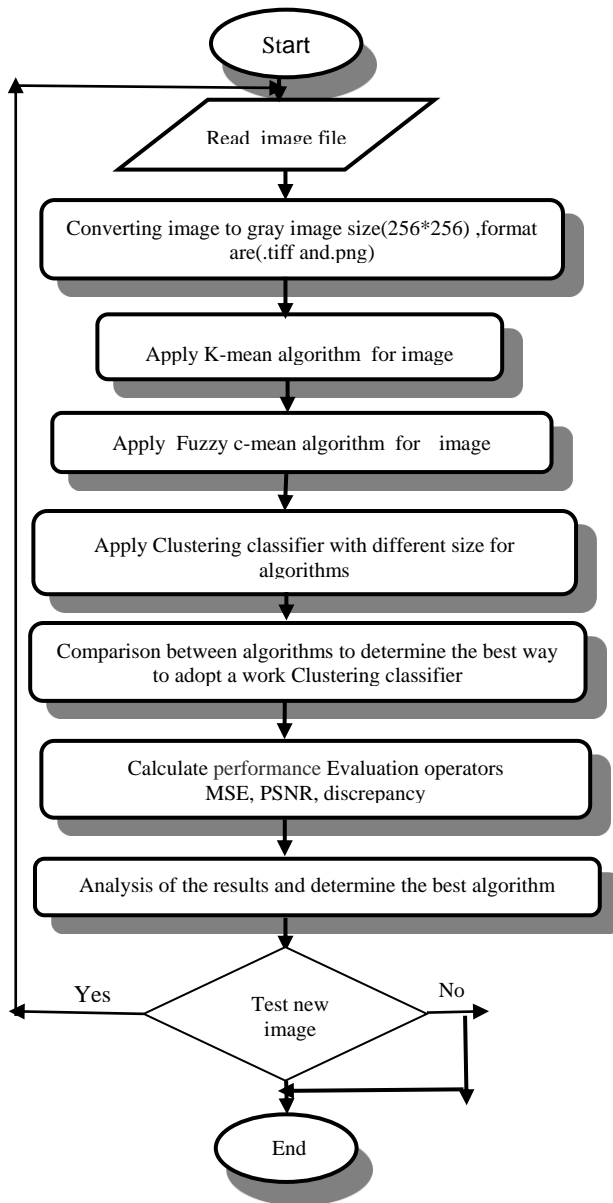 Start
Read image file
Converting image to gray image size(256*256) ,format
are(.tiff and.png)
Apply K-mean algorithm for image
Apply Fuzzy c-mean algorithm for image
Apply Clustering classifier with different size for
algorithms
Comparison between algorithms to determine the best way
to adopt a work Clustering classifier
Calculate performance Evaluation operators
MSE, PSNR, discrepancy
Analysis of the results and determine the best algorithm
Yes
No
Test new
image
End